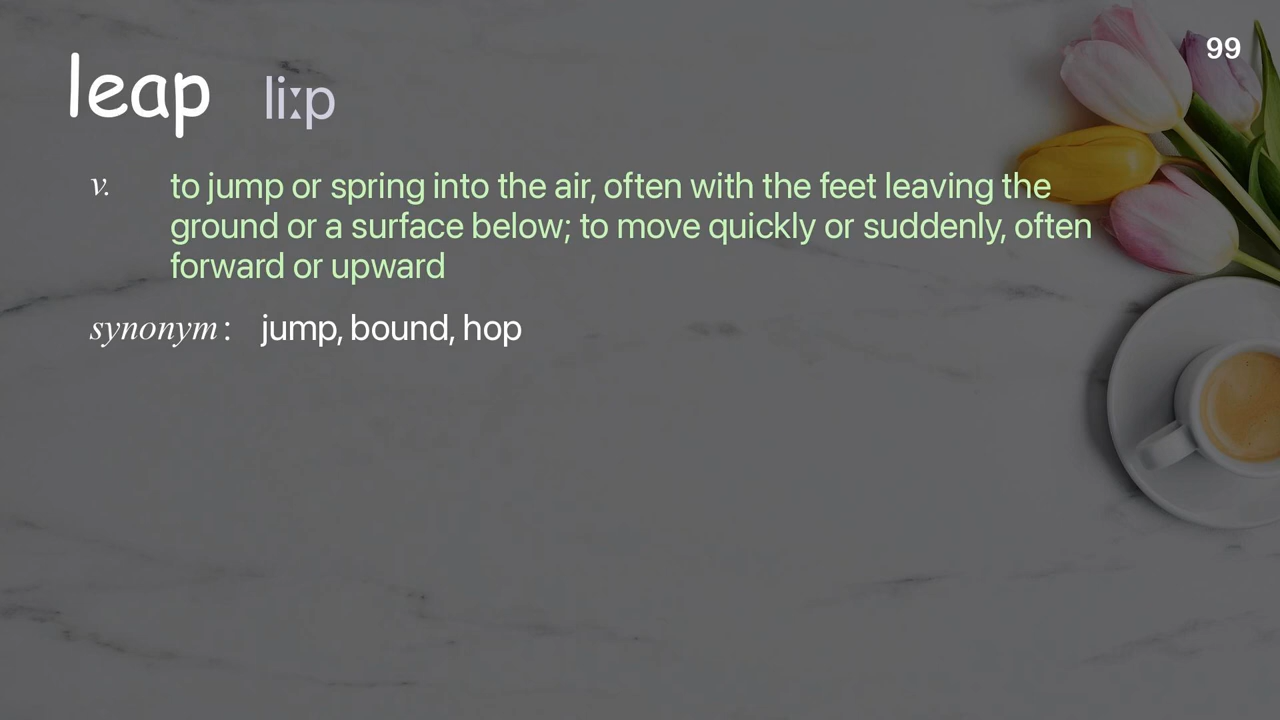 99
leap liːp
v. to jump or spring into the air, often with the feet leaving the
ground or a surface below; to move quickly or suddenly, often
forward or upward
synonym: jump, bound, hop